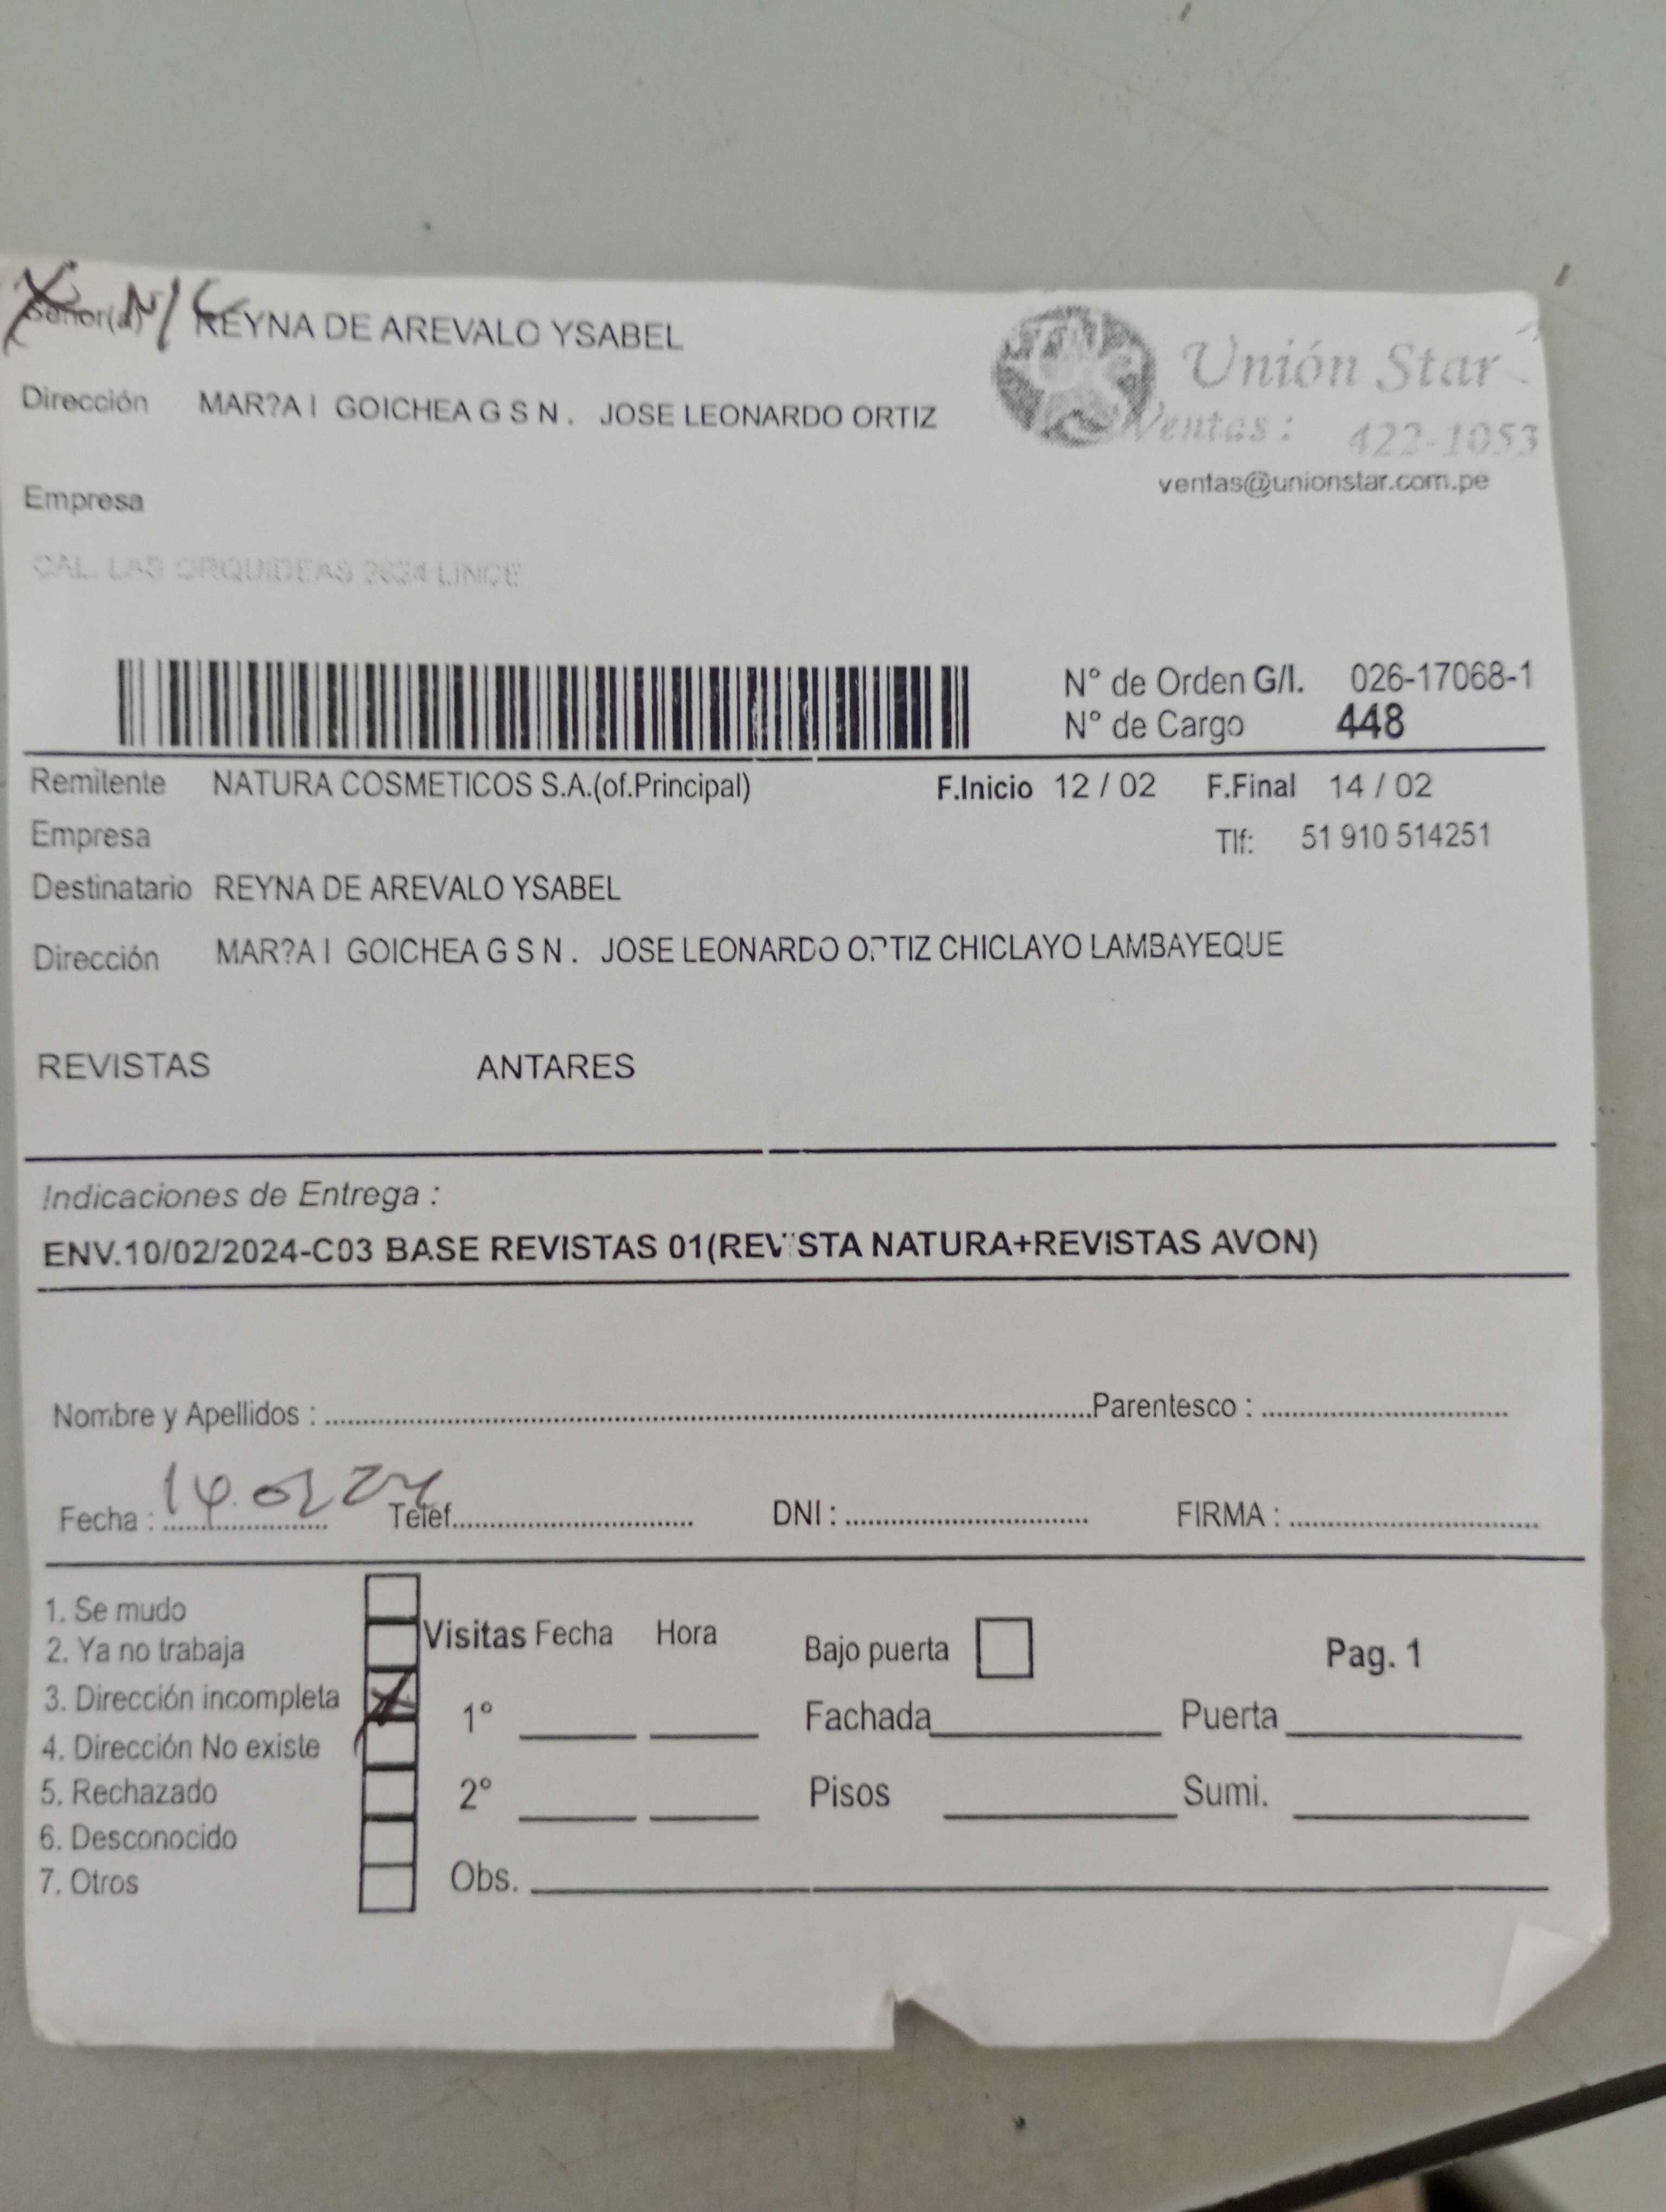 Señor(a) N/C REYNA DE AREVALO YSABEL
Dirección MAR?A I GOICHEA G S N . JOSE LEONARDO ORTIZ
Unión Star
Ventas : 422-1053
ventas@unionstar.com.pe
Empresa
CAL. LAS ORQUIDEAS 2624 LINCE
N° de Orden G/I. 026-17068-1
N° de Cargo 448
Remitente NATURA COSMETICOS S.A.(of.Principal) F.Inicio 12 / 02 F.Final 14 / 02
Empresa Tlf: 51 910 514251
Destinatario REYNA DE AREVALO YSABEL
Dirección MAR?A I GOICHEA G S N . JOSE LEONARDO ORTIZ CHICLAYO LAMBAYEQUE
REVISTAS ANTARES
Indicaciones de Entrega :
ENV.10/02/2024-C03 BASE REVISTAS 01(REVISTA NATURA+REVISTAS AVON)
Nombre y Apellidos : Parentesco :
Fecha : 14.02 24 Telef. DNI : FIRMA :
1. Se mudo
2. Ya no trabaja
3. Dirección incompleta X
4. Dirección No existe
5. Rechazado
6. Desconocido
7. Otros
Visitas Fecha Hora
1°
2°
Obs.
Bajo puerta Pag. 1
Fachada Puerta
Pisos Sumi.